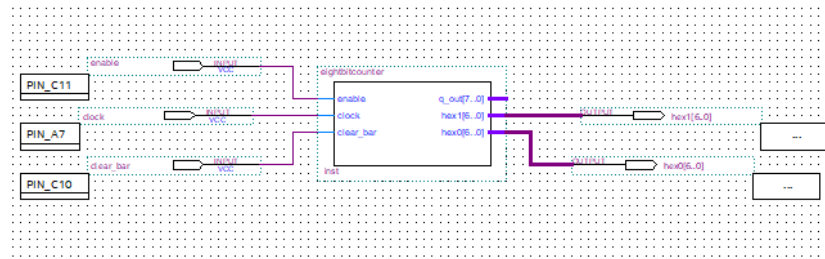 enable
INPUT
VCC
PIN_C11
clock
INPUT
VCC
PIN_A7
clear_bar
INPUT
VCC
PIN_C10
eightbitcounter
enable
clock
clear_bar
q_out[7..0]
hex1[6..0]
hex0[6..0]
inst
OUTPUT
hex1[6..0]
...
OUTPUT
hex0[6..0]
...